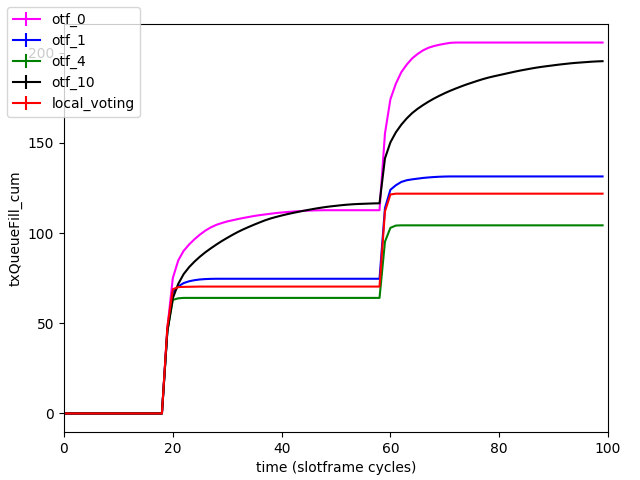 otf_0
otf_1
otf_4
otf_10
local_voting
200
150
100
50
0
txQueueFill_cum
0 20 40 60 80 100
time (slotframe cycles)